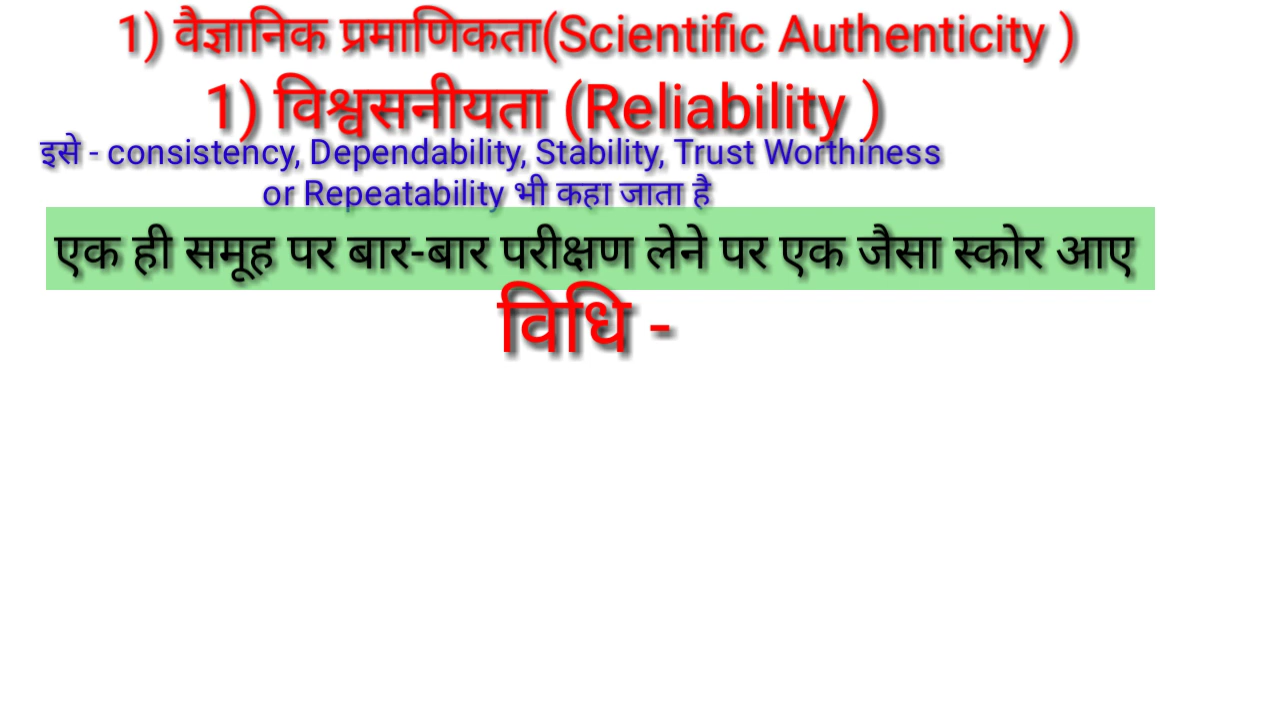 1) वैज्ञानिक प्रमाणिकता(Scientific Authenticity )
1) विश्वसनीयता (Reliability )
इसे - consistency, Dependability, Stability, Trust Worthiness
or Repeatability भी कहा जाता है
एक ही समूह पर बार-बार परीक्षण लेने पर एक जैसा स्कोर आए
विधि -